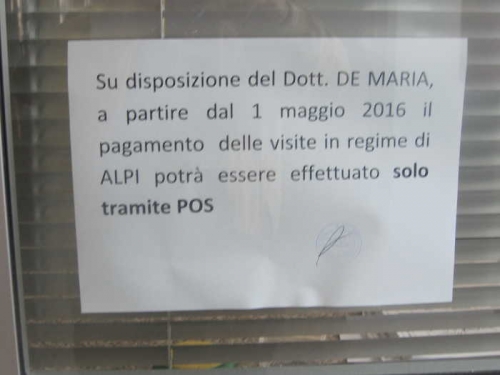 Su disposizione del Dott. DE MARIA,
a partire dal 1 maggio 2016 il
pagamento delle visite in regime di
ALPI potrà essere effettuato solo
tramite POS